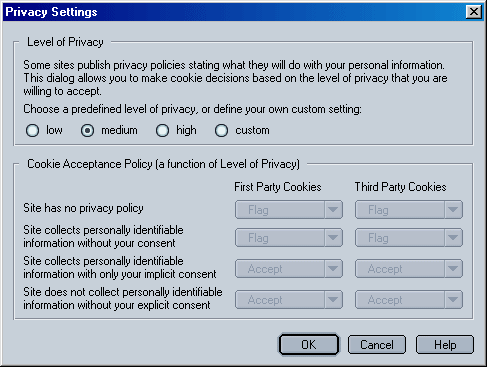 Privacy Settings
Level of Privacy
Some sites publish privacy policies stating what they will do with your personal information.
This dialog allows you to make cookie decisions based on the level of privacy that you are
willing to accept.
Choose a predefined level of privacy, or define your own custom setting:
low medium high custom
Cookie Acceptance Policy (a function of Level of Privacy)
First Party Cookies Third Party Cookies
Site has no privacy policy Flag Flag
Site collects personally identifiable
information without your consent Flag Flag
Site collects personally identifiable
information with only your implicit consent Accept Accept
Site does not collect personally identifiable
information without your explicit consent Accept Accept
OK Cancel Help